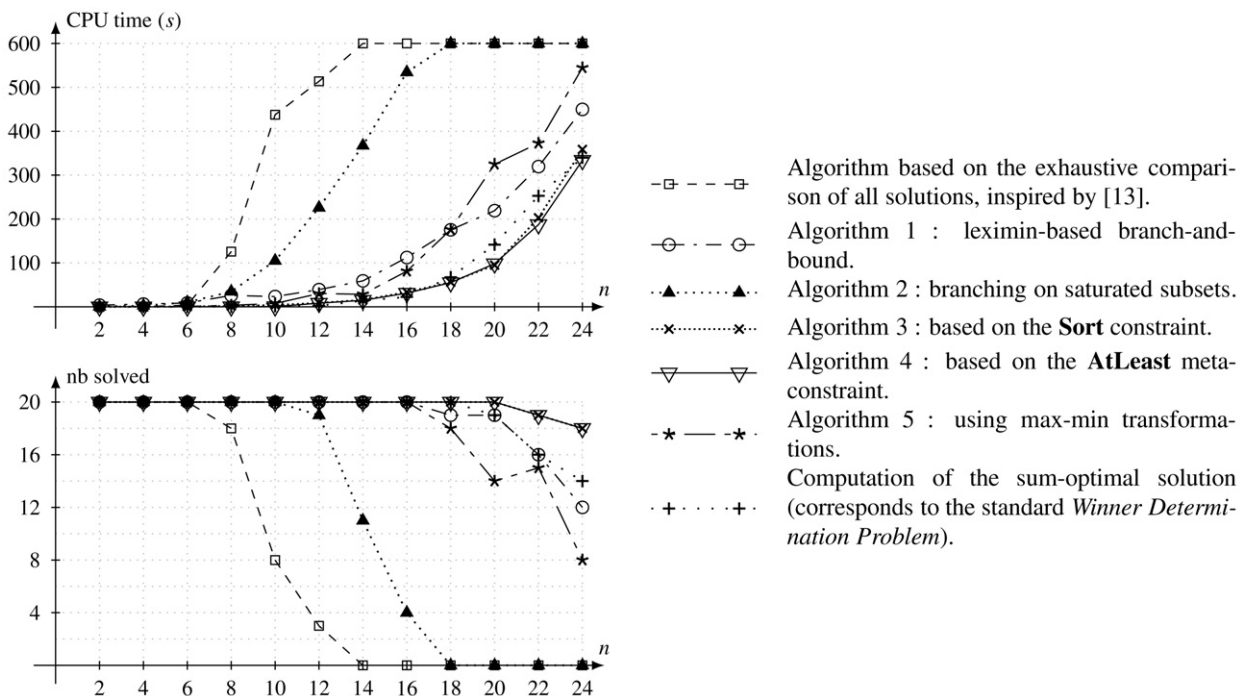 CPU time (s)
600
500
400
300
200
100
n
2 4 6 8 10 12 14 16 18 20 22 24
nb solved
20
16
12
8
4
n
2 4 6 8 10 12 14 16 18 20 22 24
Algorithm based on the exhaustive compari-
son of all solutions, inspired by [13].
Algorithm 1 : leximin-based branch-and-
bound.
Algorithm 2 : branching on saturated subsets.
Algorithm 3 : based on the Sort constraint.
Algorithm 4 : based on the AtLeast meta-
constraint.
Algorithm 5 : using max-min transforma-
tions.
Computation of the sum-optimal solution
(corresponds to the standard Winner Determi-
nation Problem).